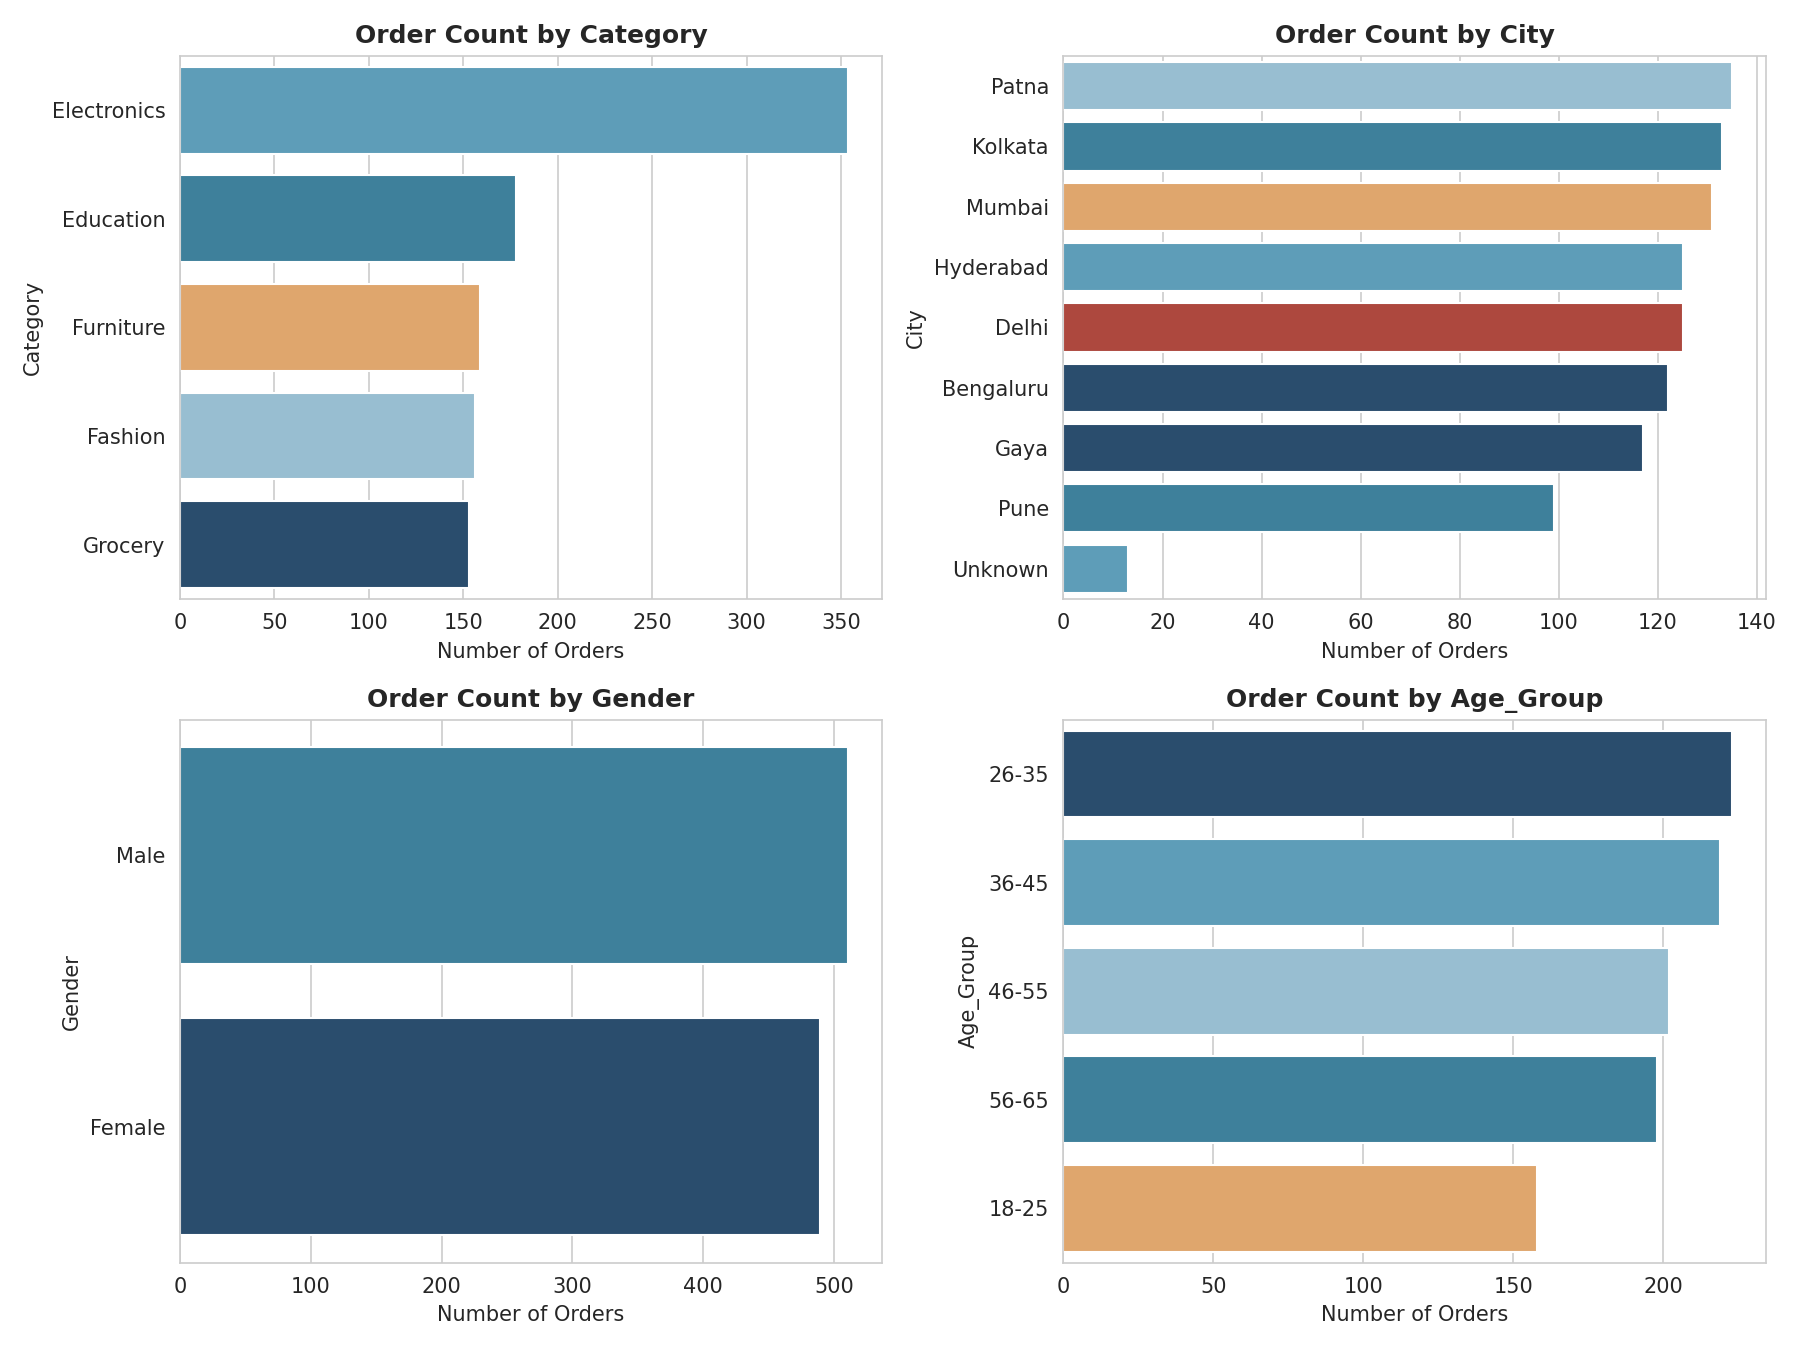 Order Count by Category
Category
Electronics
Education
Furniture
Fashion
Grocery
0 50 100 150 200 250 300 350
Number of Orders
Order Count by City
City
Patna
Kolkata
Mumbai
Hyderabad
Delhi
Bengaluru
Gaya
Pune
Unknown
0 20 40 60 80 100 120 140
Number of Orders
Order Count by Gender
Gender
Male
Female
0 100 200 300 400 500
Number of Orders
Order Count by Age_Group
Age_Group
26-35
36-45
46-55
56-65
18-25
0 50 100 150 200
Number of Orders